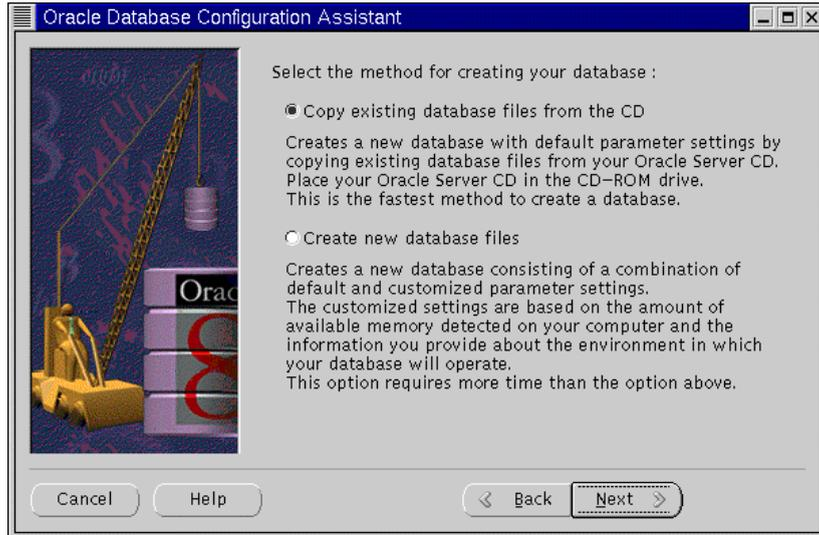 Oracle Database Configuration Assistant
Select the method for creating your database :
Copy existing database files from the CD
Creates a new database with default parameter settings by
copying existing database files from your Oracle Server CD.
Place your Oracle Server CD in the CD-ROM drive.
This is the fastest method to create a database.
Create new database files
Creates a new database consisting of a combination of
default and customized parameter settings.
The customized settings are based on the amount of
available memory detected on your computer and the
information you provide about the environment in which
your database will operate.
This option requires more time than the option above.
eight
Orac
8
Cancel Help Back Next